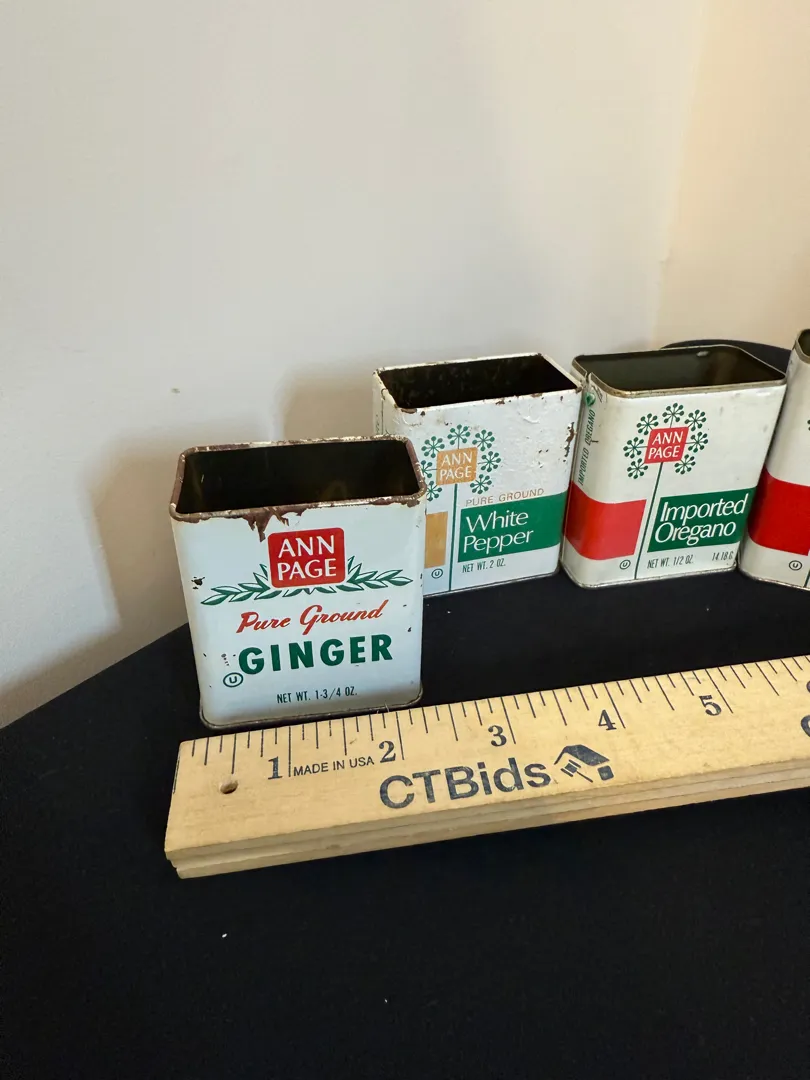 ANN
PAGE
Pure Ground
GINGER
U
NET WT. 1-3/4 OZ.
ANN
PAGE
PURE GROUND
White
Pepper
U
NET WT. 2 OZ.
IMPORTED OREGANO
ANN
PAGE
Imported
Oregano
U
NET WT. 1/2 OZ. 14.18 G
U
1 2 3 4 5
MADE IN USA
CTBids